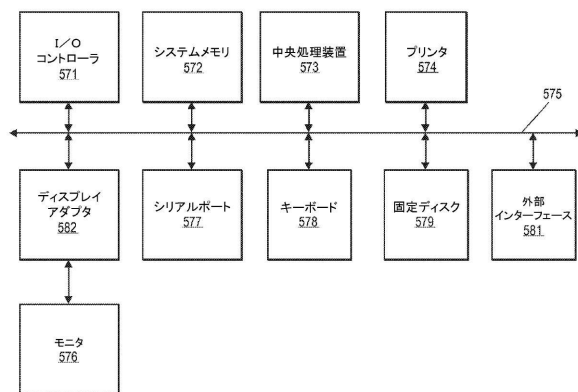 I/O
コントローラ
571
システムメモリ
572
中央処理装置
573
プリンタ
574
575
ディスプレイ
アダプタ
582
シリアルポート
577
キーボード
578
固定ディスク
579
外部
インターフェース
581
モニタ
576